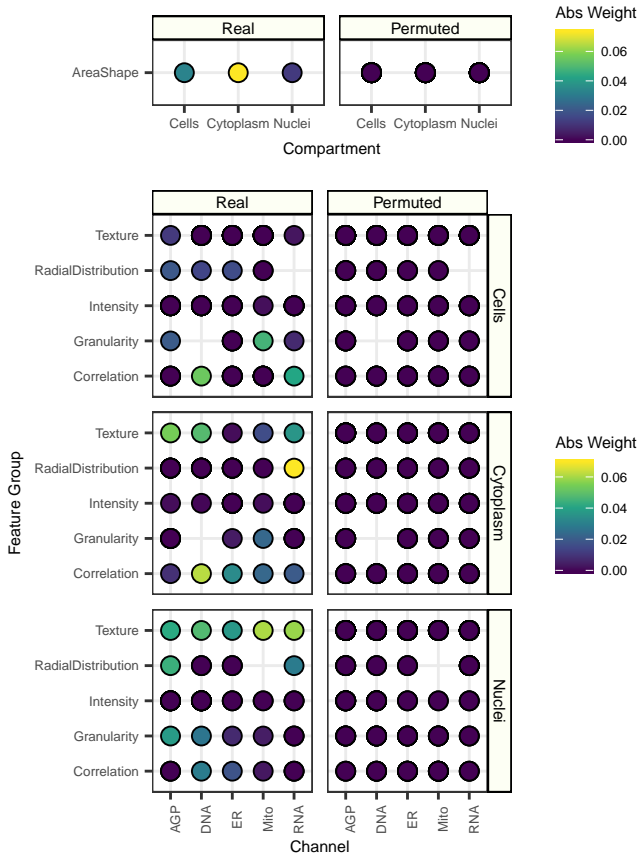 Real
Permuted
AreaShape
Cells
Cytoplasm
Nuclei
Cells
Cytoplasm
Nuclei
Compartment
Abs Weight
0.06
0.04
0.02
0.00
Real
Permuted
Texture
RadialDistribution
Intensity
Granularity
Correlation
Cells
Texture
RadialDistribution
Intensity
Granularity
Correlation
Cytoplasm
Texture
RadialDistribution
Intensity
Granularity
Correlation
Nuclei
Feature Group
AGP
DNA
ER
Mito
RNA
AGP
DNA
ER
Mito
RNA
Channel
Abs Weight
0.06
0.04
0.02
0.00